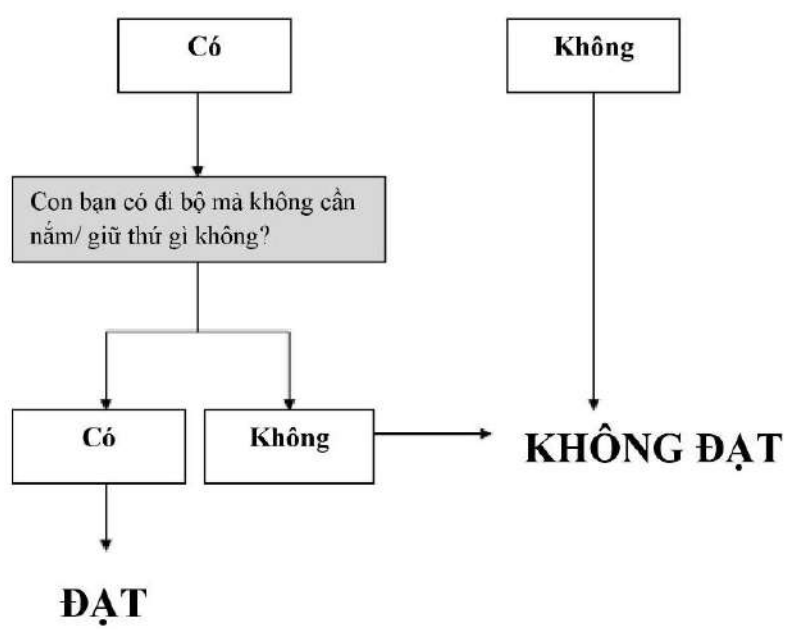 Có
Không
Con bạn có đi bộ mà không cần
nắm/ giữ thứ gì không?
Có
Không
KHÔNG ĐẠT
ĐẠT